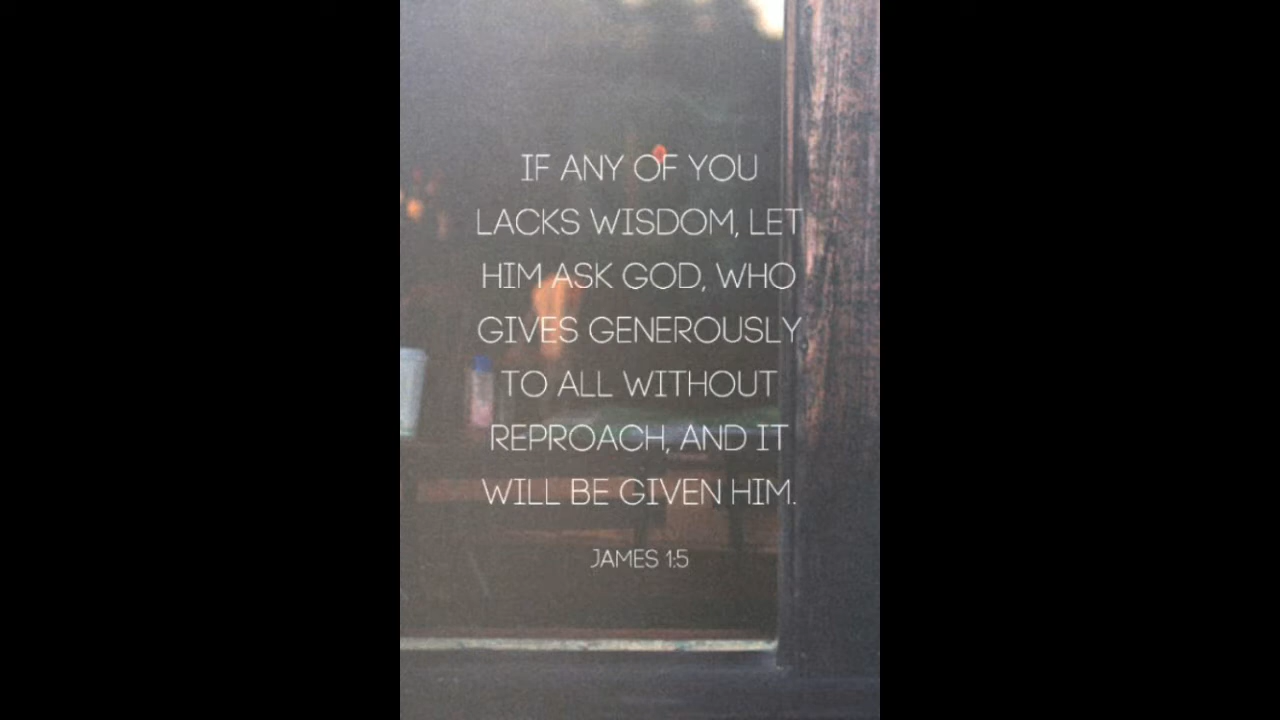 IF ANY OF YOU
LACKS WISDOM, LET
HIM ASK GOD, WHO
GIVES GENEROUSLY
TO ALL WITHOUT
REPROACH, AND IT
WILL BE GIVEN HIM.
JAMES 1:5